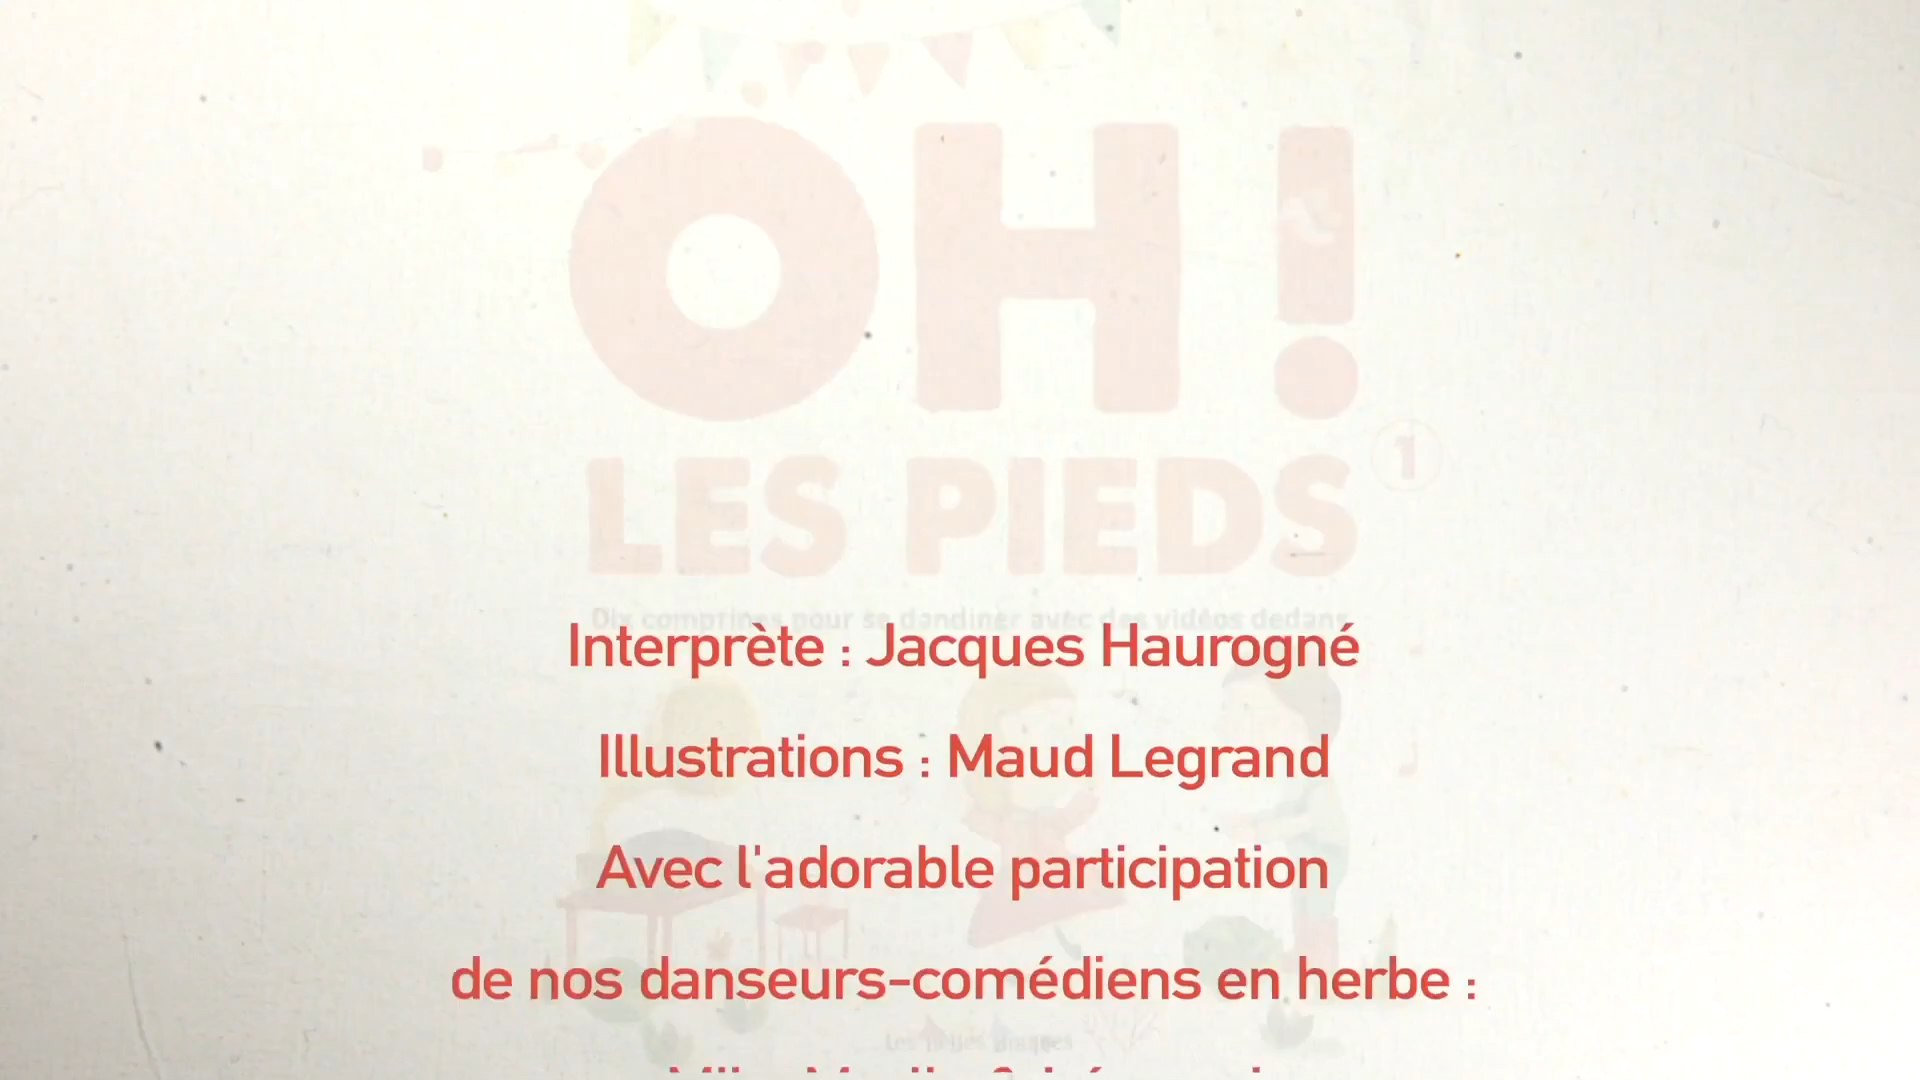 OH !
LES PIEDS 1
Dix comptines pour se dandiner avec des vidéos dedans
Interprète : Jacques Haurogné
Illustrations : Maud Legrand
Avec l'adorable participation
de nos danseurs-comédiens en herbe :